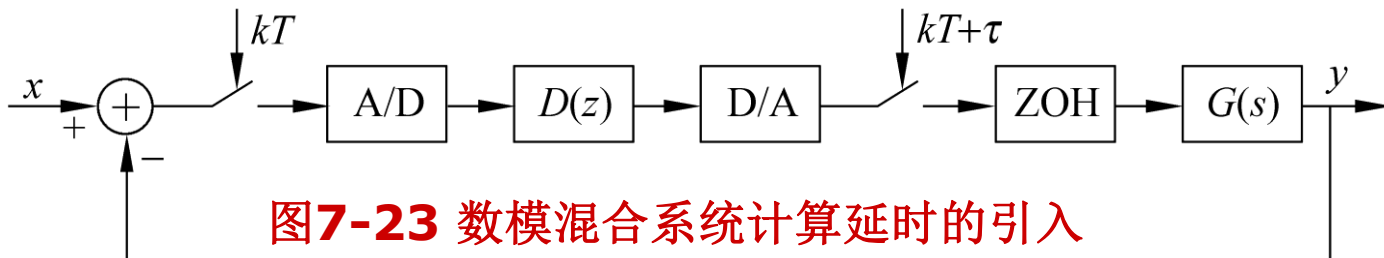 kT
kT+τ
x
+
+
−
A/D
D(z)
D/A
ZOH
G(s)
y
图7-23 数模混合系统计算延时的引入